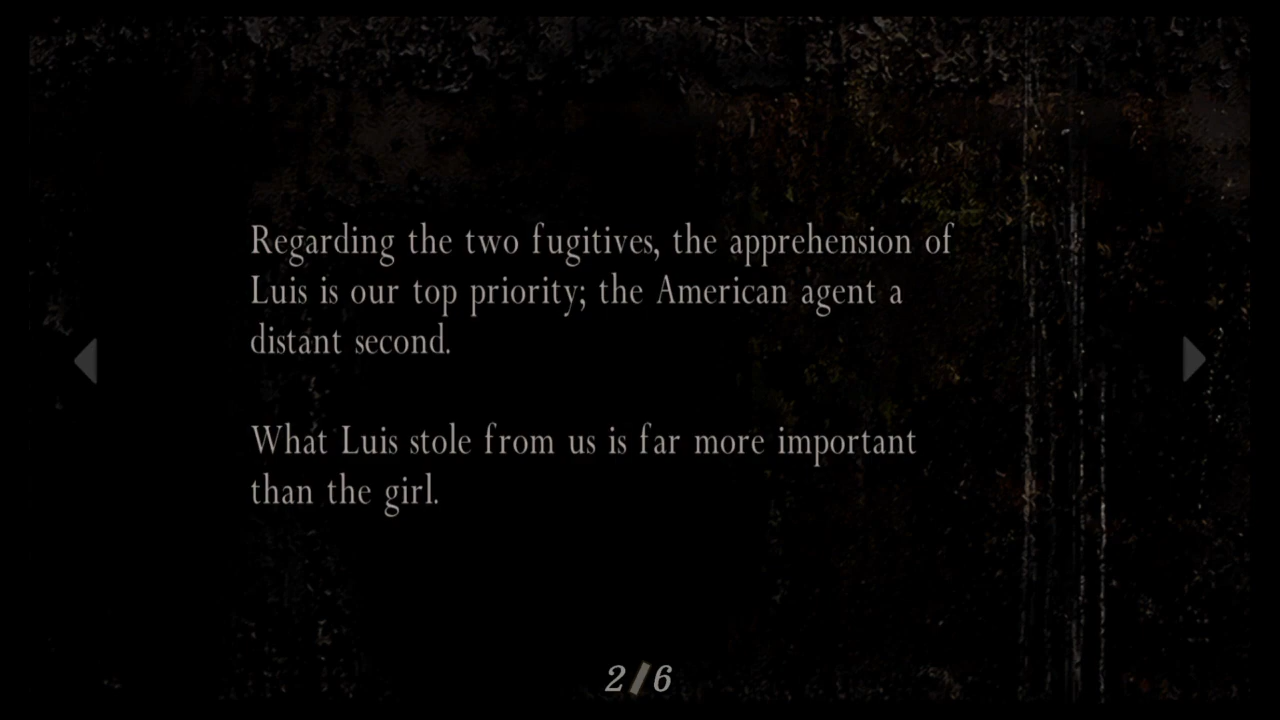 Regarding the two fugitives, the apprehension of
Luis is our top priority; the American agent a
distant second.
What Luis stole from us is far more important
than the girl.
2/6